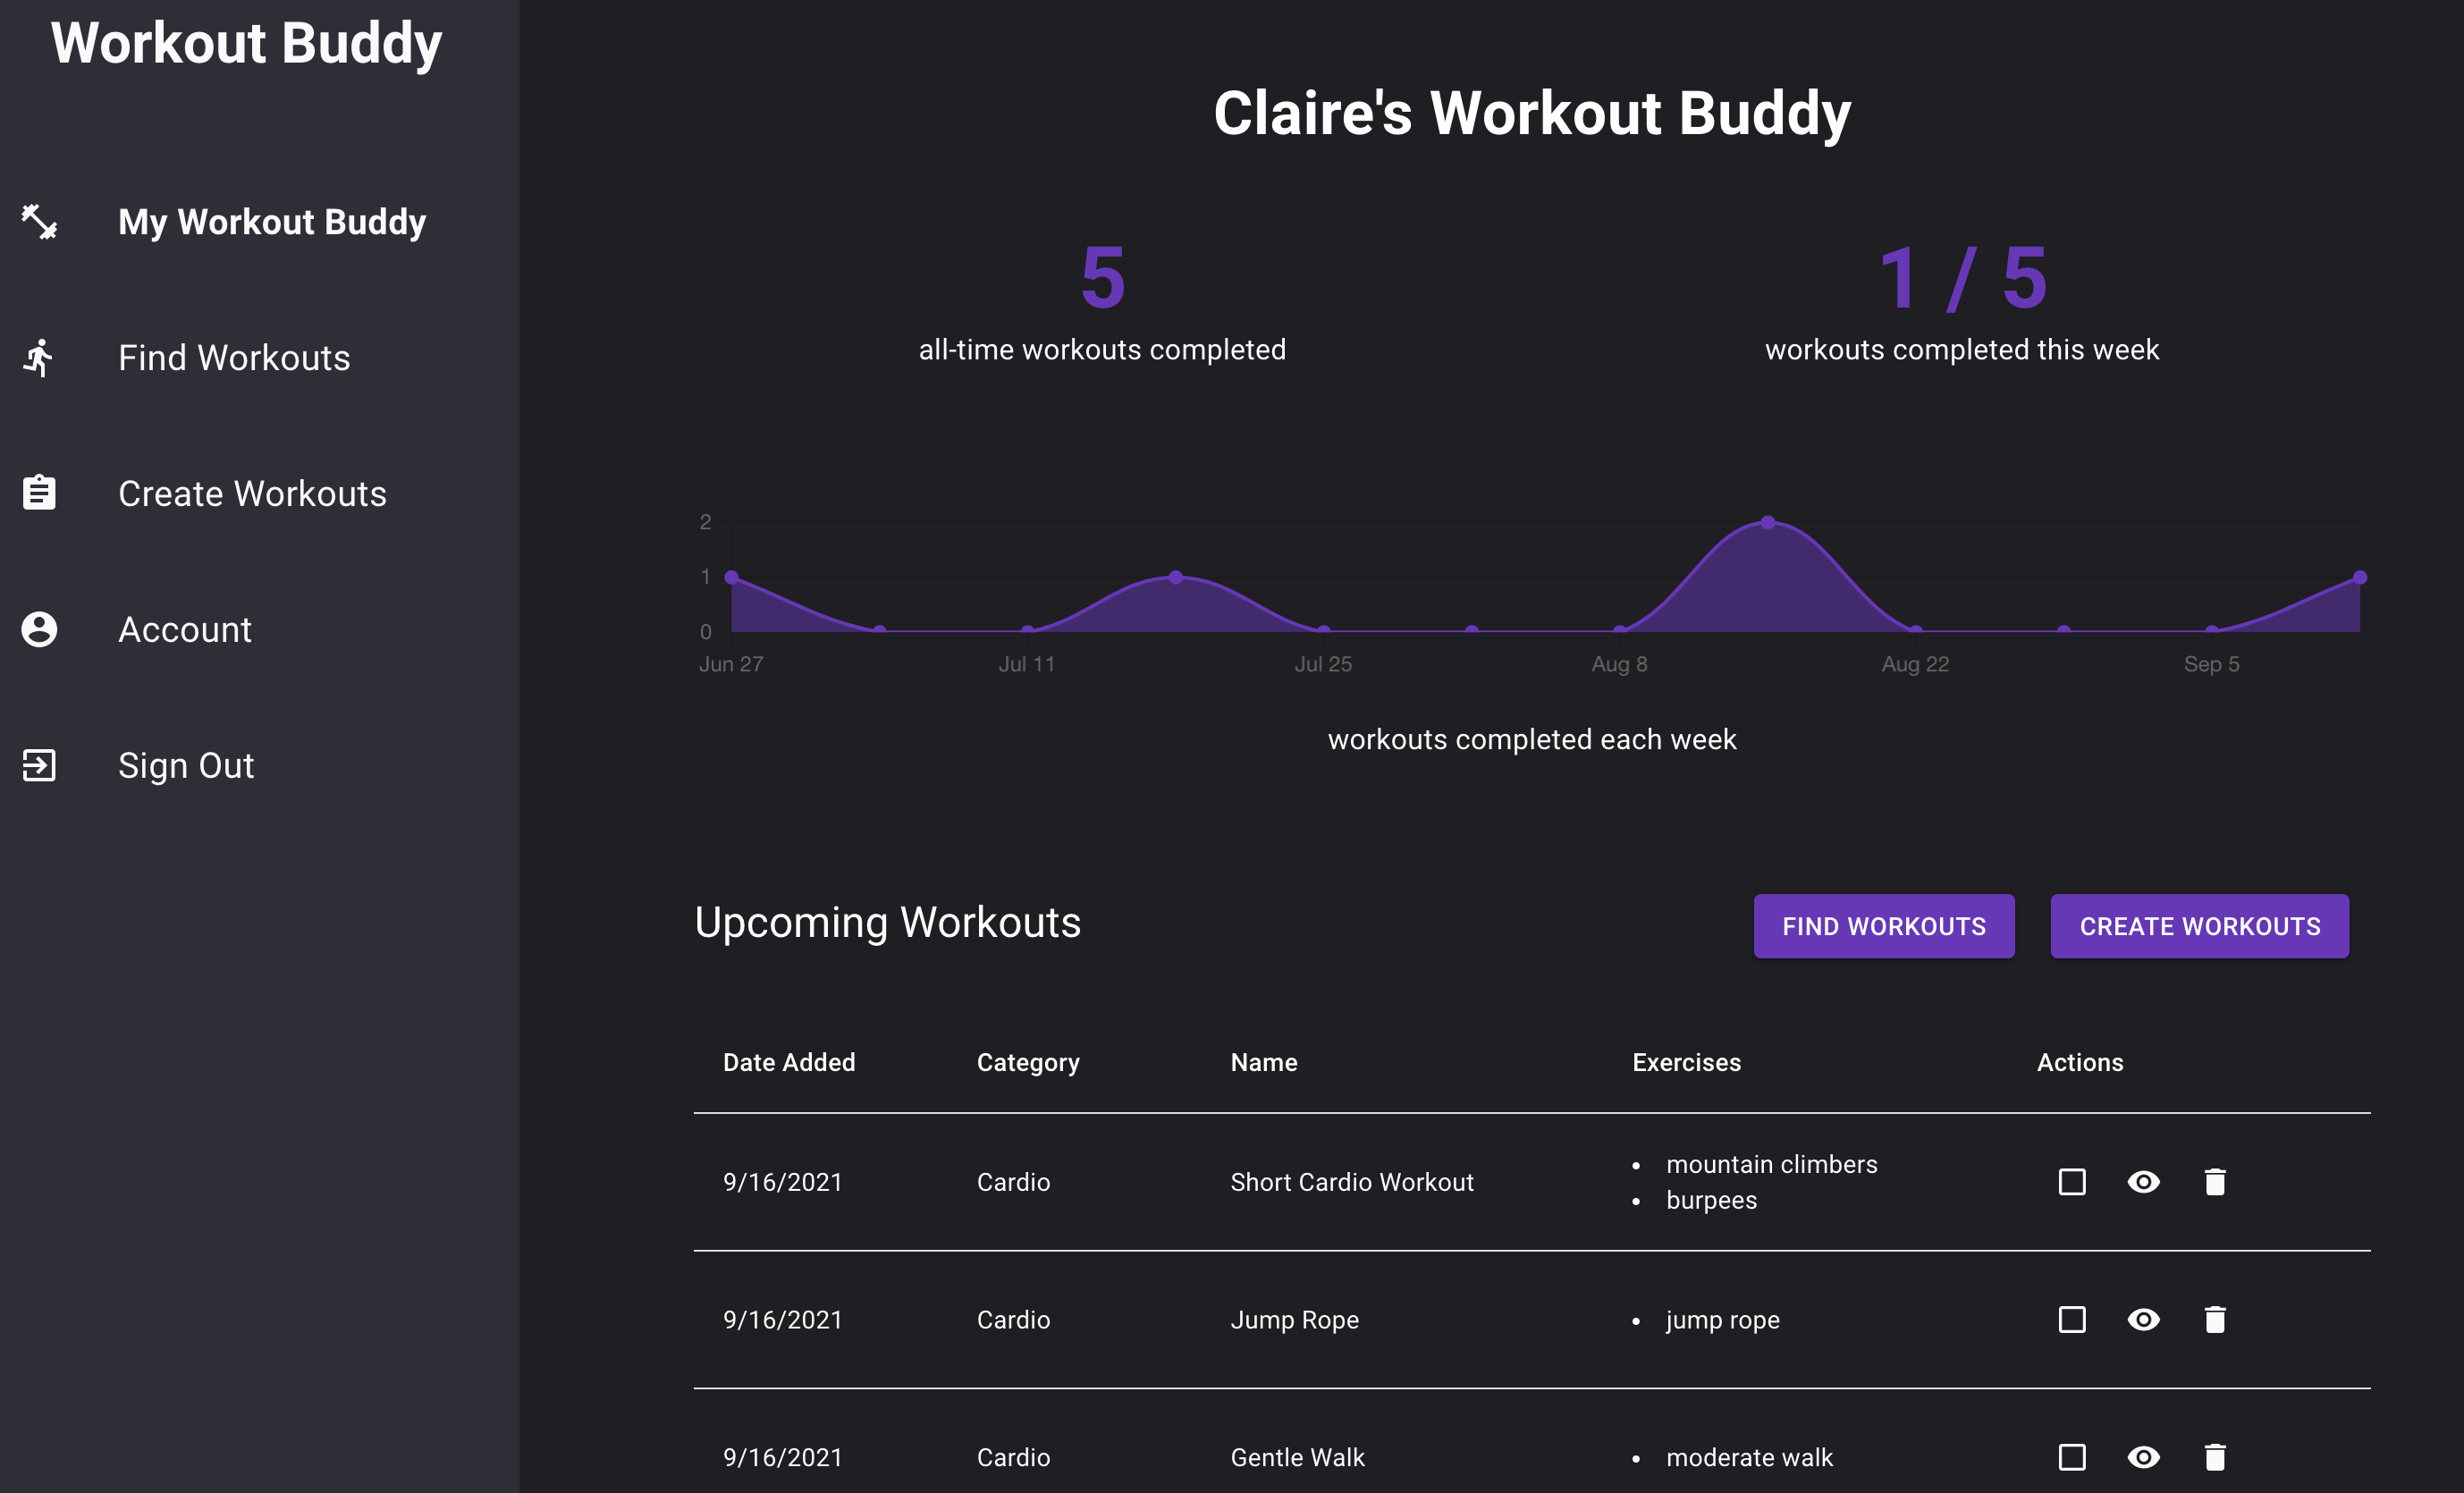 Workout Buddy
My Workout Buddy
Find Workouts
Create Workouts
Account
Sign Out
Claire's Workout Buddy
5
all-time workouts completed
1 / 5
workouts completed this week
2
1
0
Jun 27 Jul 11 Jul 25 Aug 8 Aug 22 Sep 5
workouts completed each week
Upcoming Workouts
FIND WORKOUTS
CREATE WORKOUTS
Date Added Category Name Exercises Actions
9/16/2021 Cardio Short Cardio Workout
• mountain climbers
• burpees
9/16/2021 Cardio Jump Rope • jump rope
9/16/2021 Cardio Gentle Walk • moderate walk